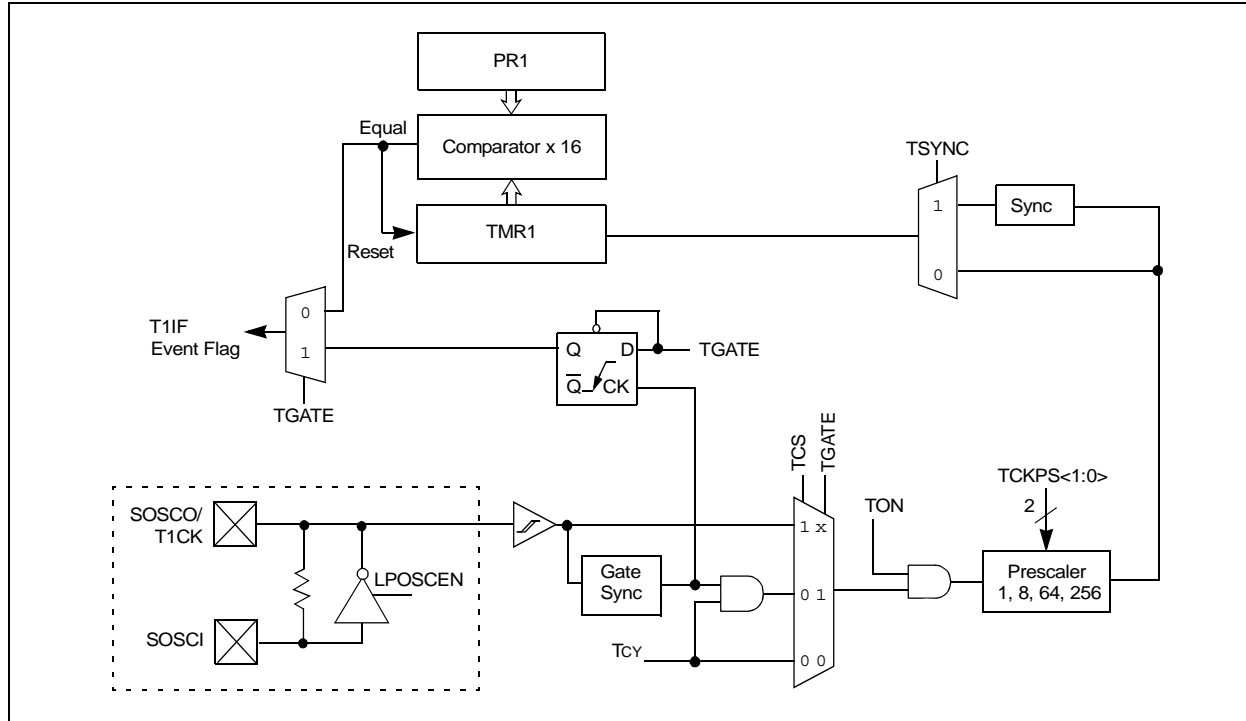 PR1
Equal
Comparator x 16
TSYNC
1
Sync
TMR1
Reset
0
0
T1IF
Event Flag
1
Q
D
TGATE
Q̅
CK
TGATE
TCS
TGATE
TCKPS<1:0>
2
SOSCO/
T1CK
TON
1 x
LPOSCEN
Gate
Sync
Prescaler
1, 8, 64, 256
0 1
SOSCI
TCY
0 0